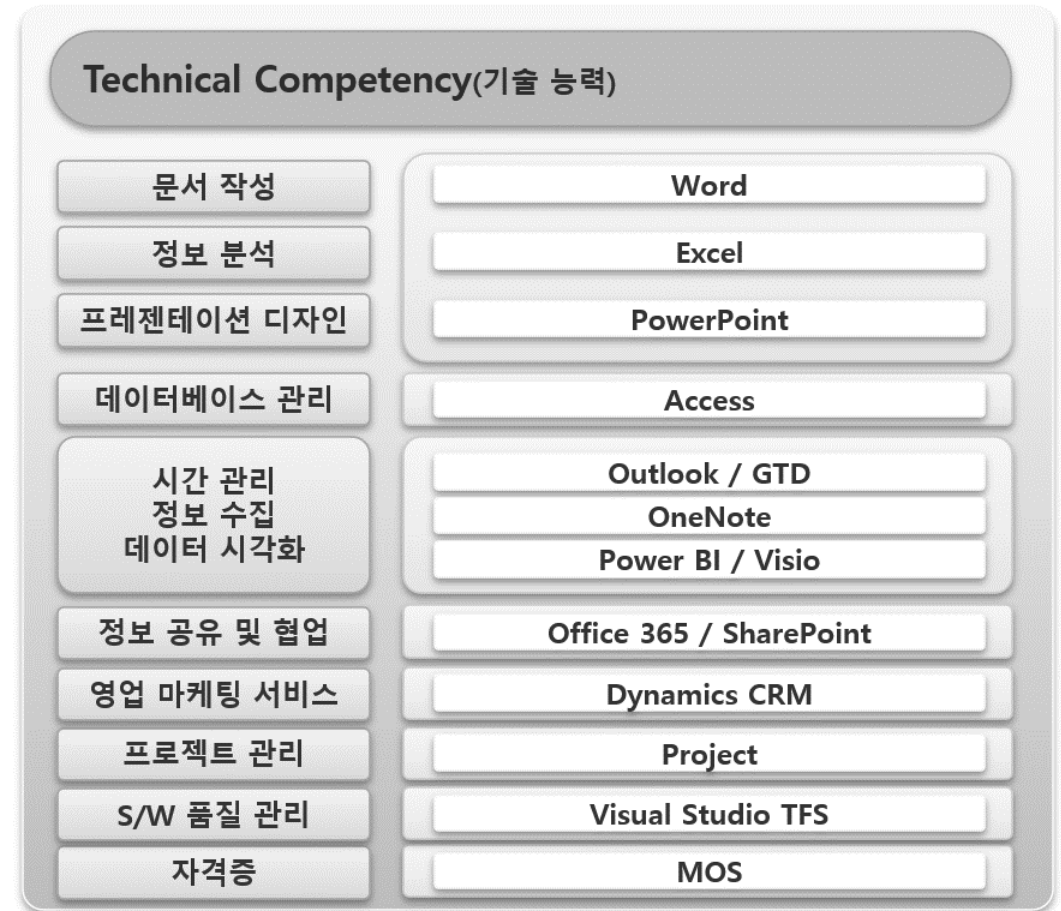 Technical Competency(기술 능력)
문서 작성
Word
정보 분석
Excel
프레젠테이션 디자인
PowerPoint
데이터베이스 관리
Access
시간 관리
정보 수집
데이터 시각화
Outlook / GTD
OneNote
Power BI / Visio
정보 공유 및 협업
Office 365 / SharePoint
영업 마케팅 서비스
Dynamics CRM
프로젝트 관리
Project
S/W 품질 관리
Visual Studio TFS
자격증
MOS